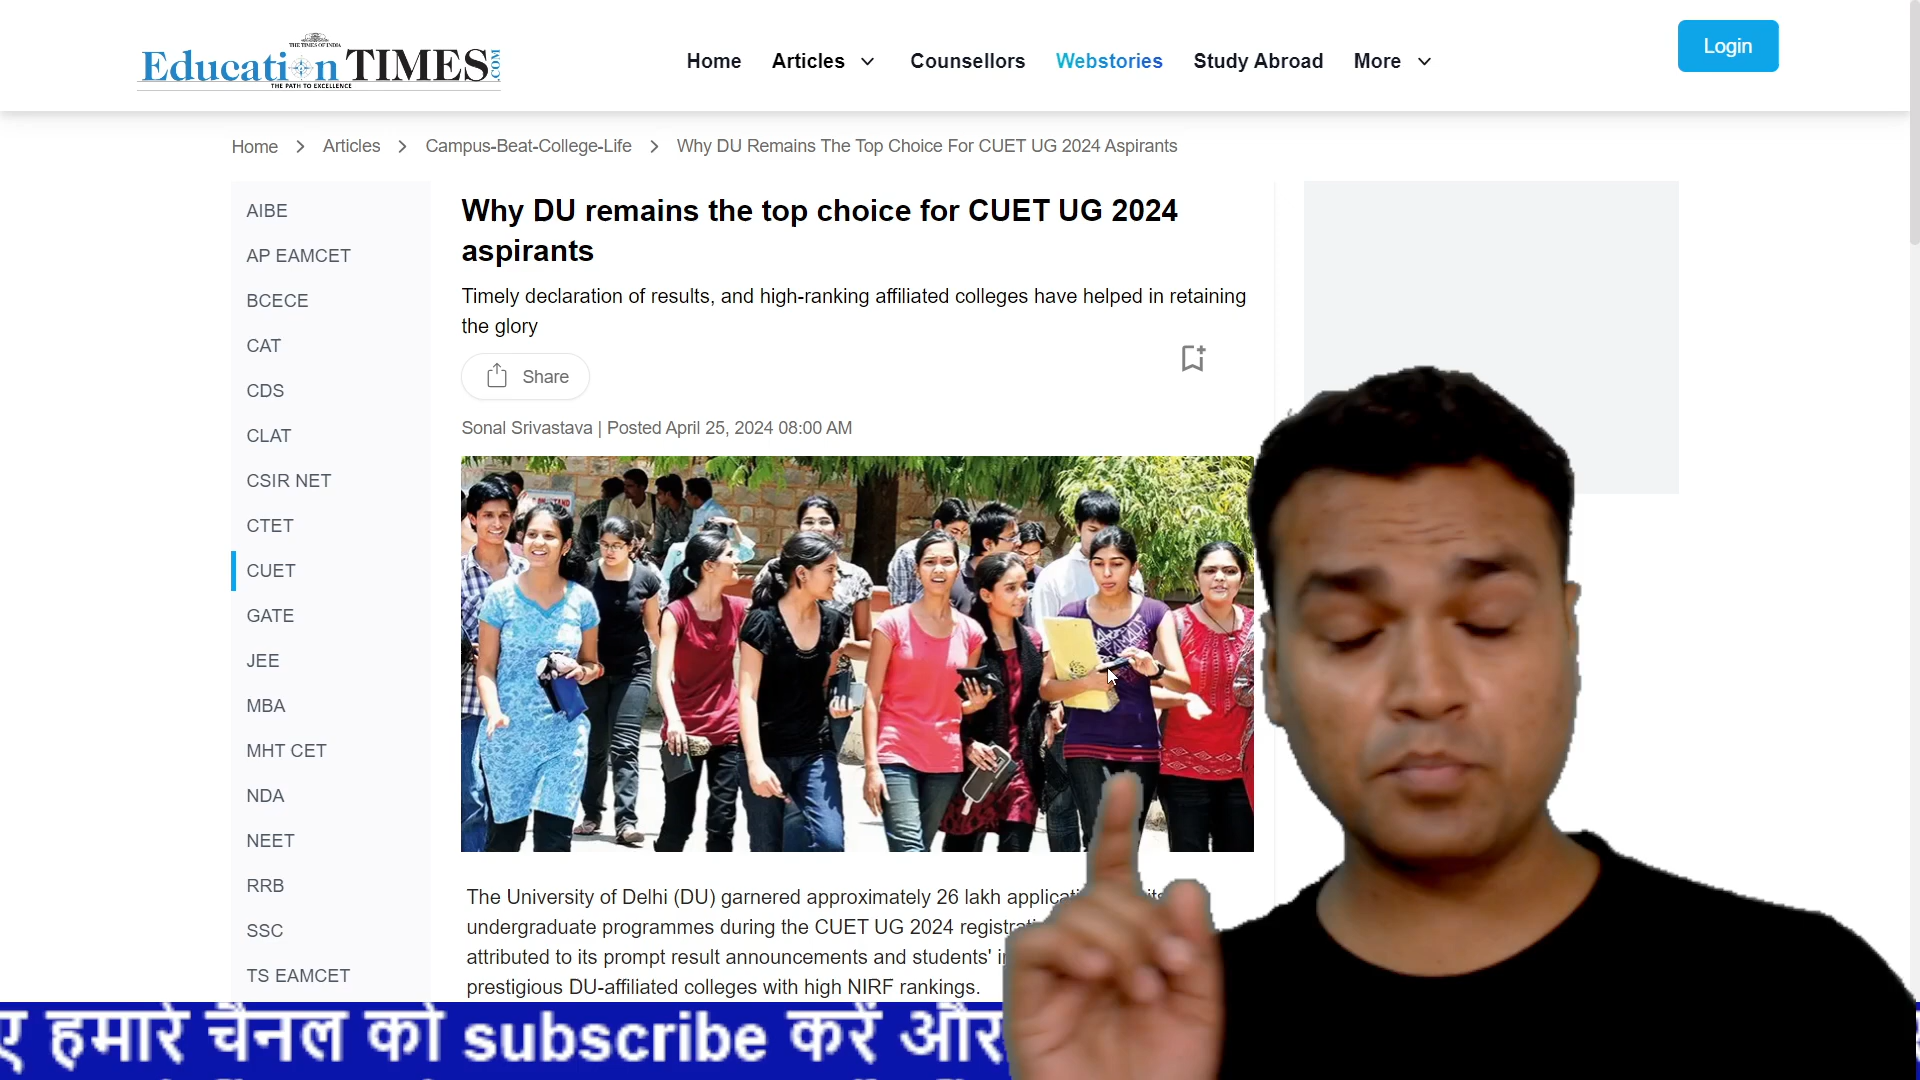 THE TIMES OF INDIA
Education TIMES.COM
THE PATH TO EXCELLENCE
Home
Articles
Counsellors
Webstories
Study Abroad
More
Login
Home > Articles > Campus-Beat-College-Life > Why DU Remains The Top Choice For CUET UG 2024 Aspirants
AIBE
AP EAMCET
BCECE
CAT
CDS
CLAT
CSIR NET
CTET
CUET
GATE
JEE
MBA
MHT CET
NDA
NEET
RRB
SSC
TS EAMCET
Why DU remains the top choice for CUET UG 2024
aspirants
Timely declaration of results, and high-ranking affiliated colleges have helped in retaining
the glory
Share
Sonal Srivastava | Posted April 25, 2024 08:00 AM
The University of Delhi (DU) garnered approximately 26 lakh
undergraduate programmes during the CUET UG 2024
attributed to its prompt result announcements and students'
prestigious DU-affiliated colleges with high NIRF rankings.
हमारे चैनल को subscribe करें और